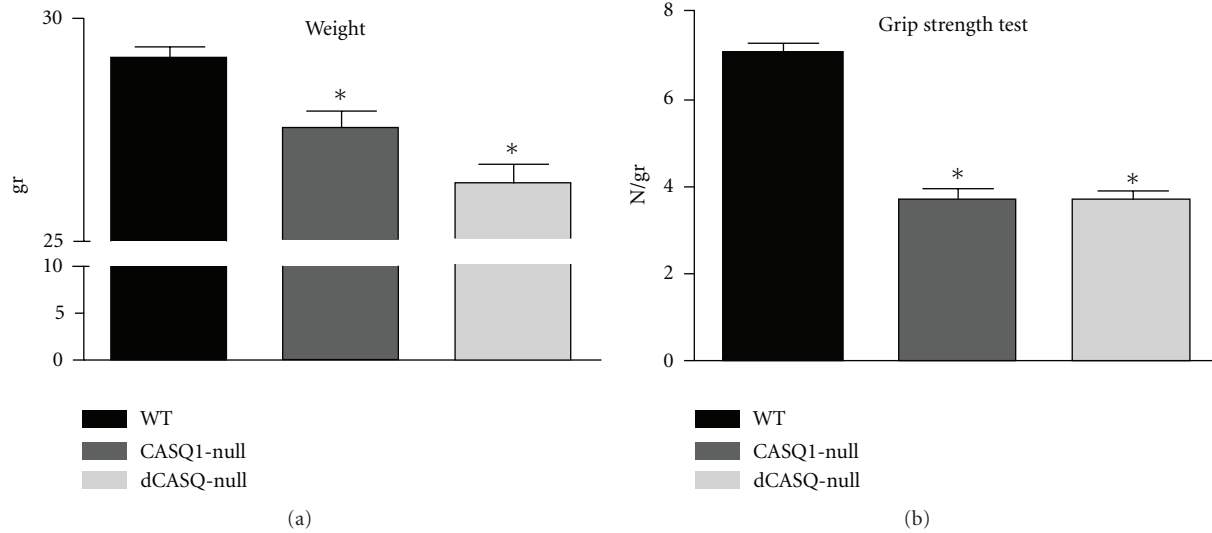 Weight
30
25
10
5
0
gr
*
*
WT
CASQ1-null
dCASQ-null
(a)
Grip strength test
8
6
4
2
0
N/gr
*
*
WT
CASQ1-null
dCASQ-null
(b)